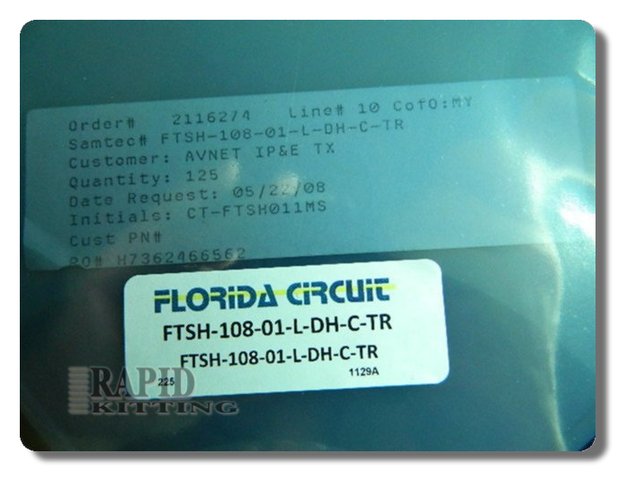 Order# 2116274 Line# 10 CofO:MY
Samtec# FTSH-108-01-L-DH-C-TR
Customer: AVNET IP&E TX
Quantity: 125
Date Request: 05/22/08
Initials: CT-FTSH011MS
Cust PN#
PO# H7362466562
FLORIDA CIRCUIT
FTSH-108-01-L-DH-C-TR
FTSH-108-01-L-DH-C-TR
225 1129A
RAPID
KITTING